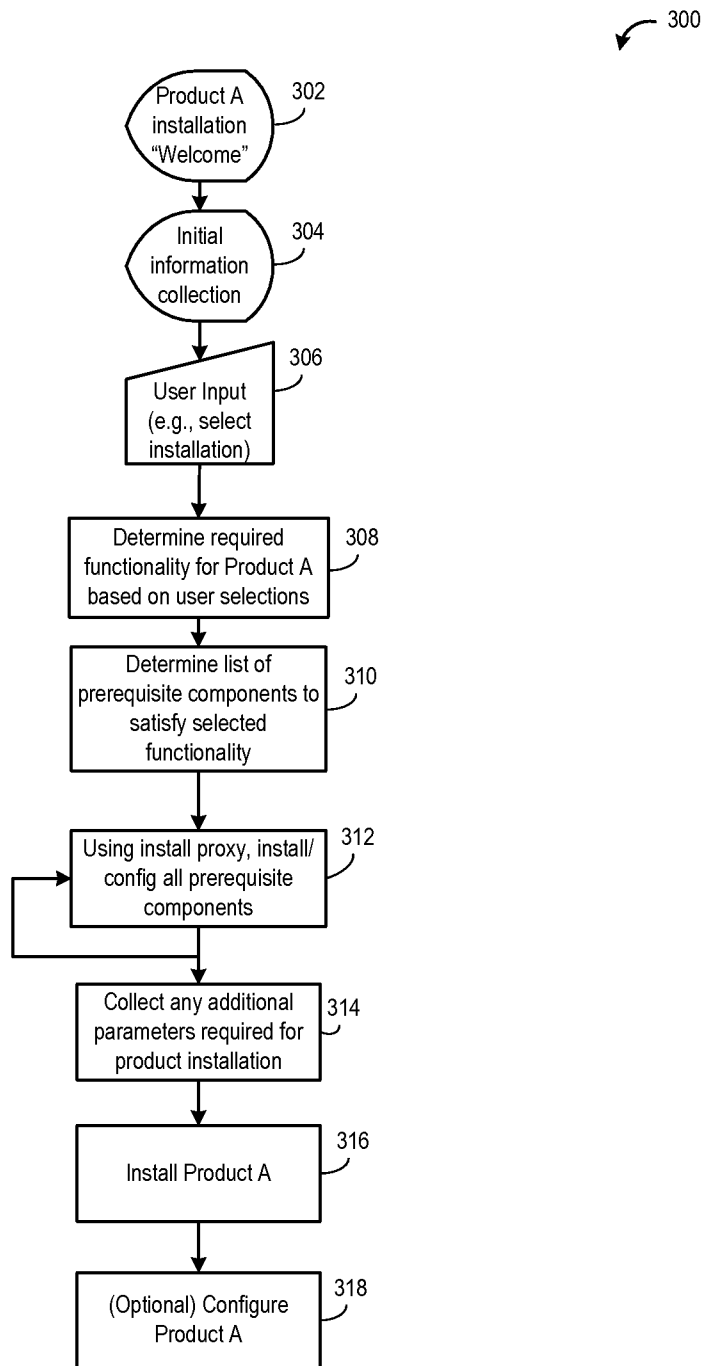 300
Product A
installation
“Welcome”
302
Initial
information
collection
304
User Input
(e.g., select
installation)
306
Determine required
functionality for Product A
based on user selections
308
Determine list of
prerequisite components to
satisfy selected
functionality
310
Using install proxy, install/
config all prerequisite
components
312
Collect any additional
parameters required for
product installation
314
Install Product A
316
(Optional) Configure
Product A
318